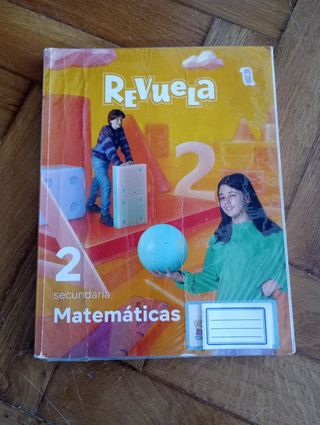 REVUELA
2
2
secundaria
Matemáticas